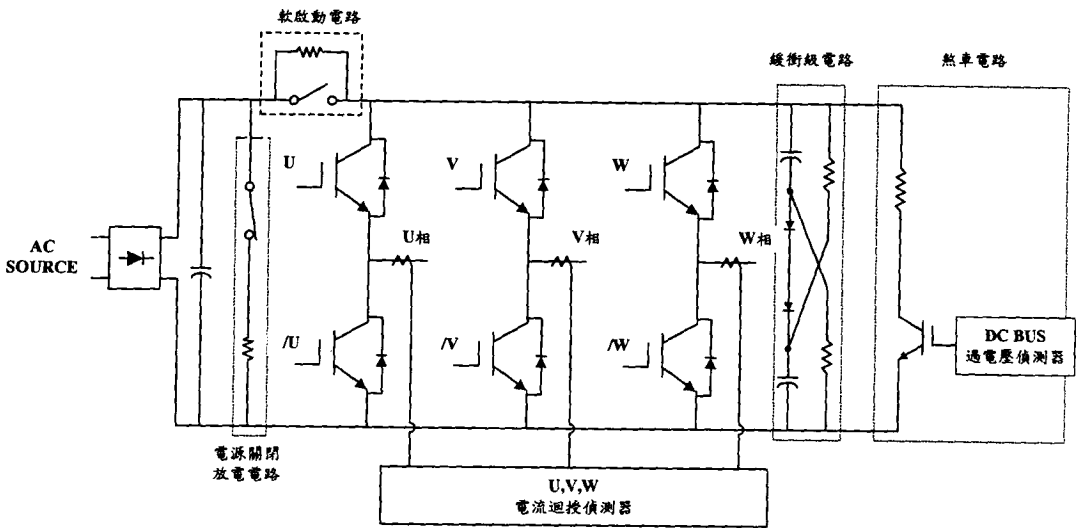 軟啟動電路
緩衝級電路
煞車電路
U
V
W
AC
SOURCE
U相
V相
W相
/U
/V
/W
DC BUS
過電壓偵測器
電源關閉
放電電路
U,V,W
電流迴授偵測器